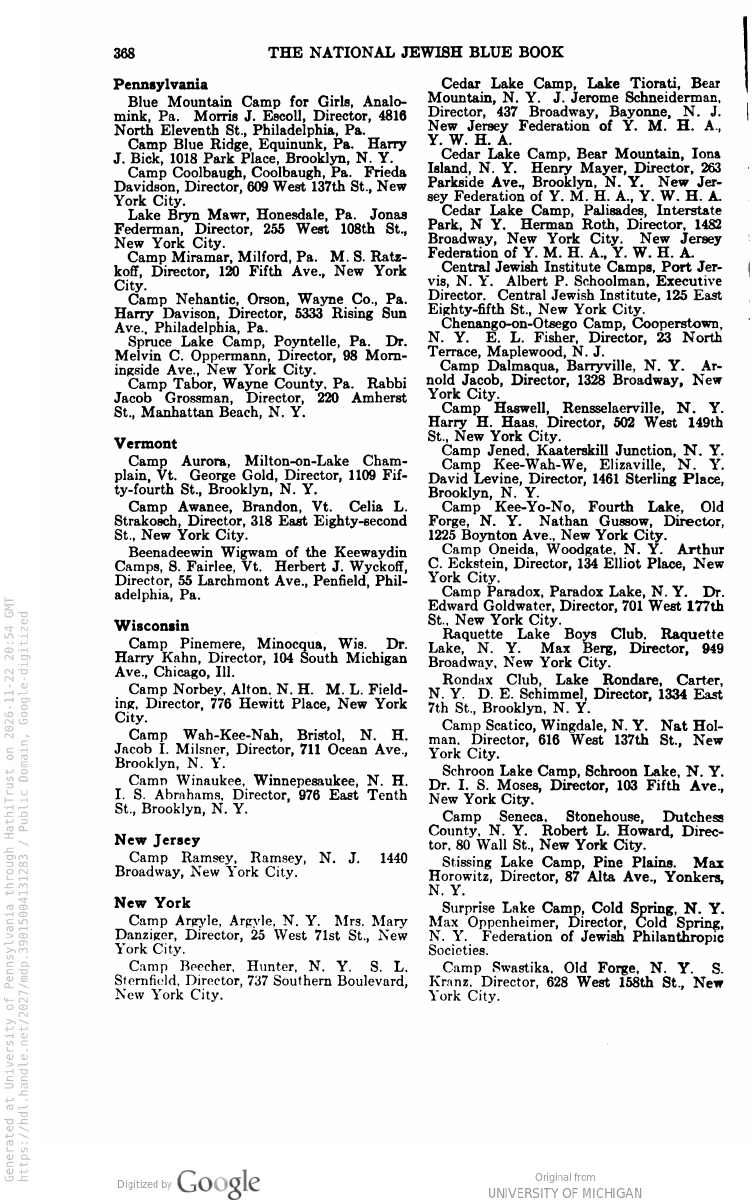 368
THE NATIONAL JEWISH BLUE BOOK
Pennsylvania
Blue Mountain Camp for Girls, Analo-
mink, Pa. Morris J. Escoll, Director, 4816
North Eleventh St., Philadelphia, Pa.
Camp Blue Ridge, Equinunk, Pa. Harry
J. Bick, 1018 Park Place, Brooklyn, N. Y.
Camp Coolbaugh, Coolbaugh, Pa. Frieda
Davidson, Director, 609 West 137th St., New
York City.
Lake Bryn Mawr, Honesdale, Pa. Jonas
Federman, Director, 255 West 108th St.,
New York City.
Camp Miramar, Milford, Pa. M. S. Ratz-
koff, Director, 120 Fifth Ave., New York
City.
Camp Nehantic, Orson, Wayne Co., Pa.
Harry Davison, Director, 5333 Rising Sun
Ave., Philadelphia, Pa.
Spruce Lake Camp, Poyntelle, Pa. Dr.
Melvin C. Oppermann, Director, 98 Morn-
ingside Ave., New York City.
Camp Tabor, Wayne County, Pa. Rabbi
Jacob Grossman, Director, 220 Amherst
St., Manhattan Beach, N. Y.
Vermont
Camp Aurora, Milton-on-Lake Cham-
plain, Vt. George Gold, Director, 1109 Fif-
ty-fourth St., Brooklyn, N. Y.
Camp Awanee, Brandon, Vt. Celia L.
Strakosch, Director, 318 East Eighty-second
St., New York City.
Beenadeewin Wigwam of the Keewaydin
Camps, S. Fairlee, Vt. Herbert J. Wyckoff,
Director, 55 Larchmont Ave., Penfield, Phil-
adelphia, Pa.
Wisconsin
Camp Pinemere, Minocqua, Wis. Dr.
Harry Kahn, Director, 104 South Michigan
Ave., Chicago, Ill.
Camp Norbey, Alton, N. H. M. L. Field-
ing, Director, 776 Hewitt Place, New York
City.
Camp Wah-Kee-Nah, Bristol, N. H.
Jacob I. Milsner, Director, 711 Ocean Ave.,
Brooklyn, N. Y.
Camp Winaukee, Winnepesaukee, N. H.
I. S. Abrahams, Director, 976 East Tenth
St., Brooklyn, N. Y.
New Jersey
Camp Ramsey, Ramsey, N. J. 1440
Broadway, New York City.
New York
Camp Argyle, Argyle, N. Y. Mrs. Mary
Danziger, Director, 25 West 71st St., New
York City.
Camp Beecher, Hunter, N. Y. S. L.
Sternfield, Director, 737 Southern Boulevard,
New York City.
Cedar Lake Camp, Lake Tiorati, Bear
Mountain, N. Y. J. Jerome Schneiderman,
Director, 437 Broadway, Bayonne, N. J.
New Jersey Federation of Y. M. H. A.,
Y. W. H. A.
Cedar Lake Camp, Bear Mountain, Iona
Island, N. Y. Henry Mayer, Director, 263
Parkside Ave., Brooklyn, N. Y. New Jer-
sey Federation of Y. M. H. A., Y. W. H. A.
Cedar Lake Camp, Palisades, Interstate
Park, N Y. Herman Roth, Director, 1482
Broadway, New York City. New Jersey
Federation of Y. M. H. A., Y. W. H. A.
Central Jewish Institute Camps, Port Jer-
vis, N. Y. Albert P. Schoolman, Executive
Director. Central Jewish Institute, 125 East
Eighty-fifth St., New York City.
Chenango-on-Otsego Camp, Cooperstown,
N. Y. E. L. Fisher, Director, 23 North
Terrace, Maplewood, N. J.
Camp Dalmaqua, Barryville, N. Y. Ar-
nold Jacob, Director, 1328 Broadway, New
York City.
Camp Haswell, Rensselaerville, N. Y.
Harry H. Haas, Director, 502 West 149th
St., New York City.
Camp Jened, Kaaterskill Junction, N. Y.
Camp Kee-Wah-We, Elizaville, N. Y.
David Levine, Director, 1461 Sterling Place,
Brooklyn, N. Y.
Camp Kee-Yo-No, Fourth Lake, Old
Forge, N. Y. Nathan Gussow, Director,
1225 Boynton Ave., New York City.
Camp Oneida, Woodgate, N. Y. Arthur
C. Eckstein, Director, 134 Elliot Place, New
York City.
Camp Paradox, Paradox Lake, N. Y. Dr.
Edward Goldwater, Director, 701 West 177th
St., New York City.
Raquette Lake Boys Club, Raquette
Lake, N. Y. Max Berg, Director, 949
Broadway, New York City.
Rondax Club, Lake Rondare, Carter,
N. Y. D. E. Schimmel, Director, 1334 East
7th St., Brooklyn, N. Y.
Camp Scatico, Wingdale, N. Y. Nat Hol-
man, Director, 616 West 137th St., New
York City.
Schroon Lake Camp, Schroon Lake, N. Y.
Dr. I. S. Moses, Director, 103 Fifth Ave.,
New York City.
Camp Seneca, Stonehouse, Dutchess
County, N. Y. Robert L. Howard, Direc-
tor, 80 Wall St., New York City.
Stissing Lake Camp, Pine Plains. Max
Horowitz, Director, 87 Alta Ave., Yonkers,
N. Y.
Surprise Lake Camp, Cold Spring, N. Y.
Max Oppenheimer, Director, Cold Spring,
N. Y. Federation of Jewish Philanthropic
Societies.
Camp Swastika, Old Forge, N. Y. S.
Kranz, Director, 628 West 158th St., New
York City.
Generated at University of Pennsylvania through HathiTrust on 2026-11-22 20:54 GMT
https://hdl.handle.net/2027/mdp.39015004131283 / Public Domain, Google-digitized
Digitized by Google
Original from
UNIVERSITY OF MICHIGAN